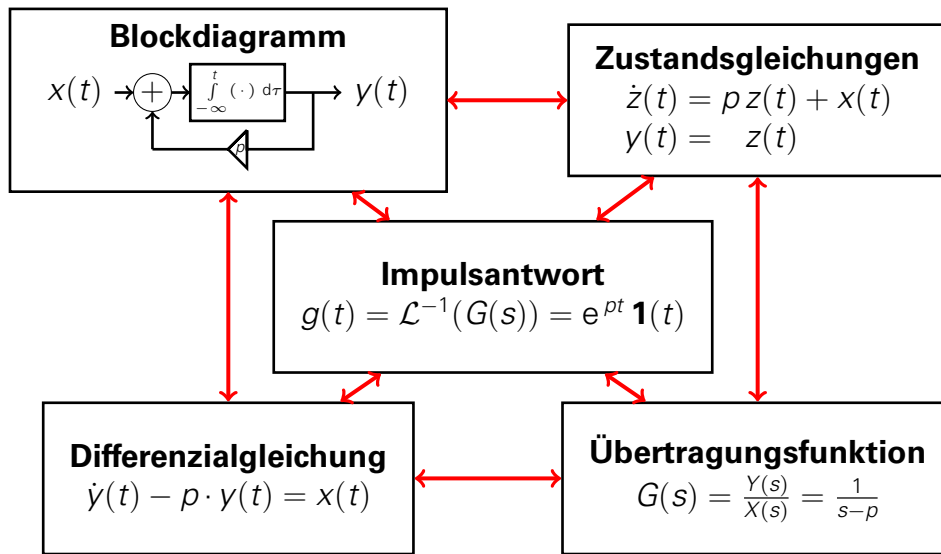 Blockdiagramm
x(t) + ∫_{-∞}^{t} (·) dτ y(t)
p
Zustandsgleichungen
ż(t) = p z(t) + x(t)
y(t) = z(t)
Impulsantwort
g(t) = ℒ⁻¹(G(s)) = e^{pt} 𝟏(t)
Differenzialgleichung
ẏ(t) − p · y(t) = x(t)
Übertragungsfunktion
G(s) = Y(s)/X(s) = 1/(s−p)